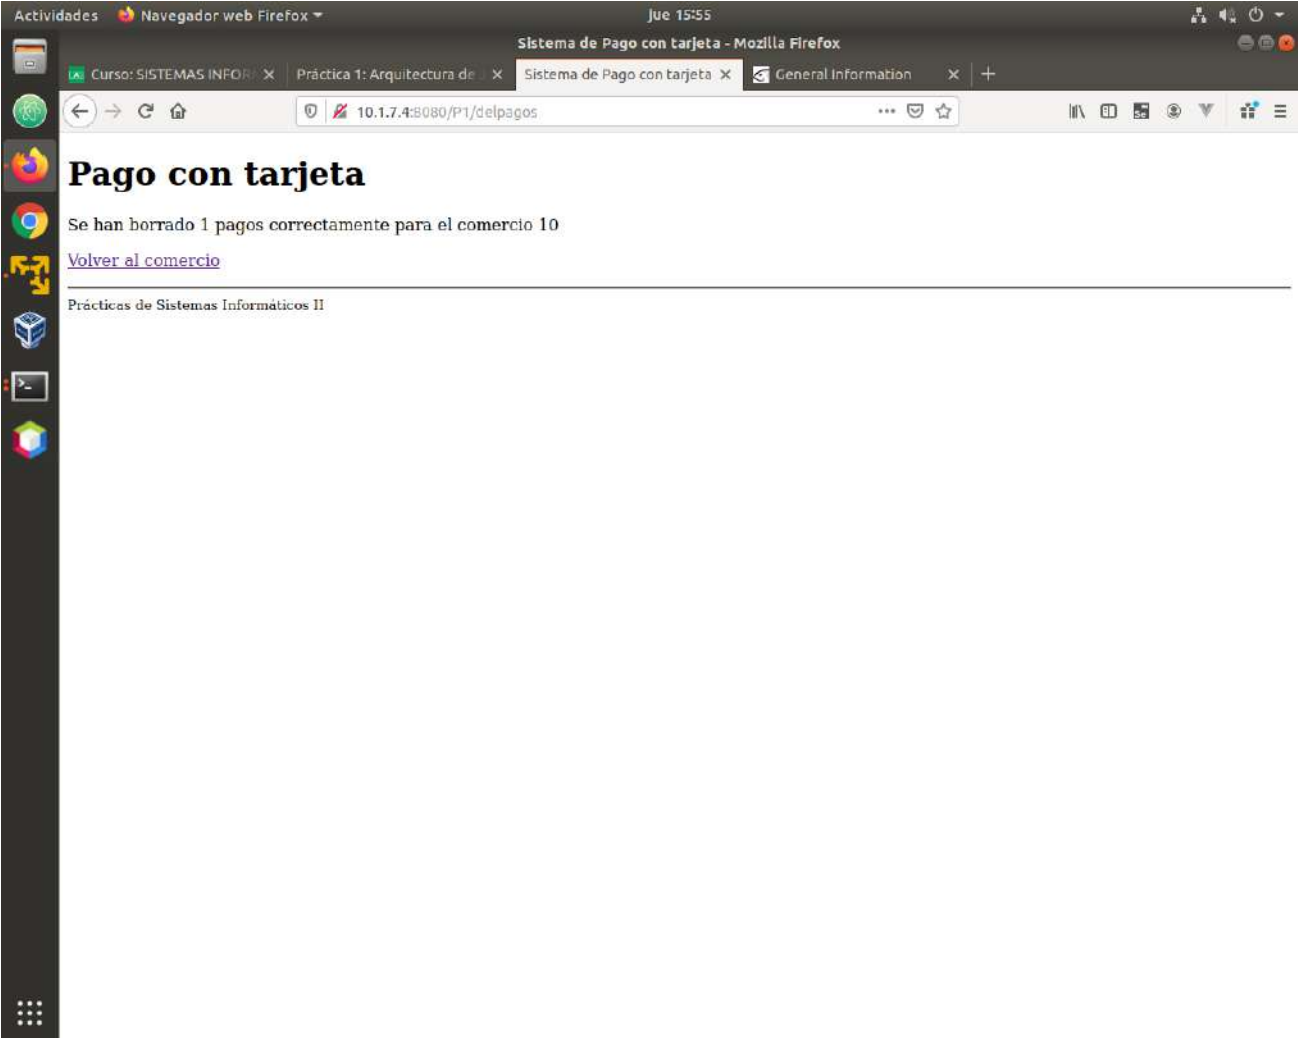 Actividades Navegador web Firefox jue 15:55
Sistema de Pago con tarjeta - Mozilla Firefox
Curso: SISTEMAS INFOR Práctica 1: Arquitectura de Sistema de Pago con tarjeta General Information
10.1.7.4:8080/P1/delpagos
Pago con tarjeta
Se han borrado 1 pagos correctamente para el comercio 10
Volver al comercio
Prácticas de Sistemas Informáticos II